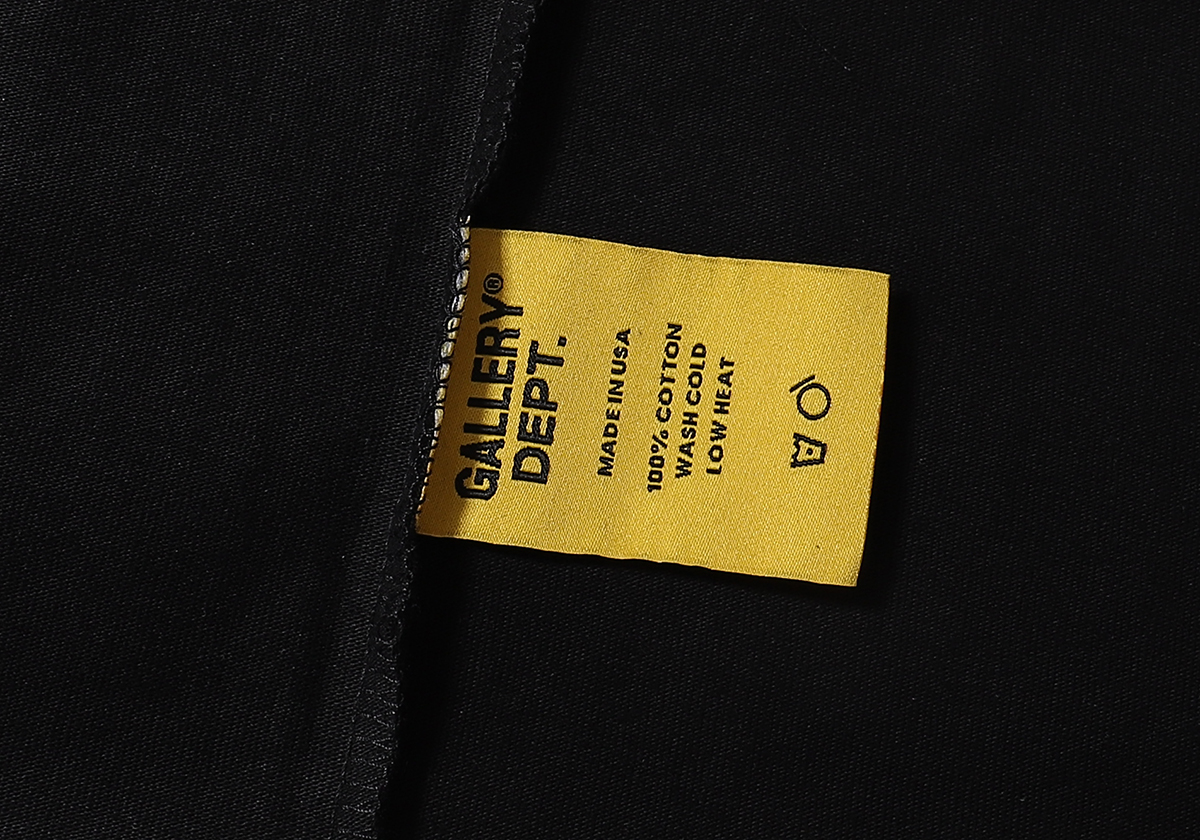 GALLERY®
DEPT.
MADE IN USA
100% COTTON
WASH COLD
LOW HEAT